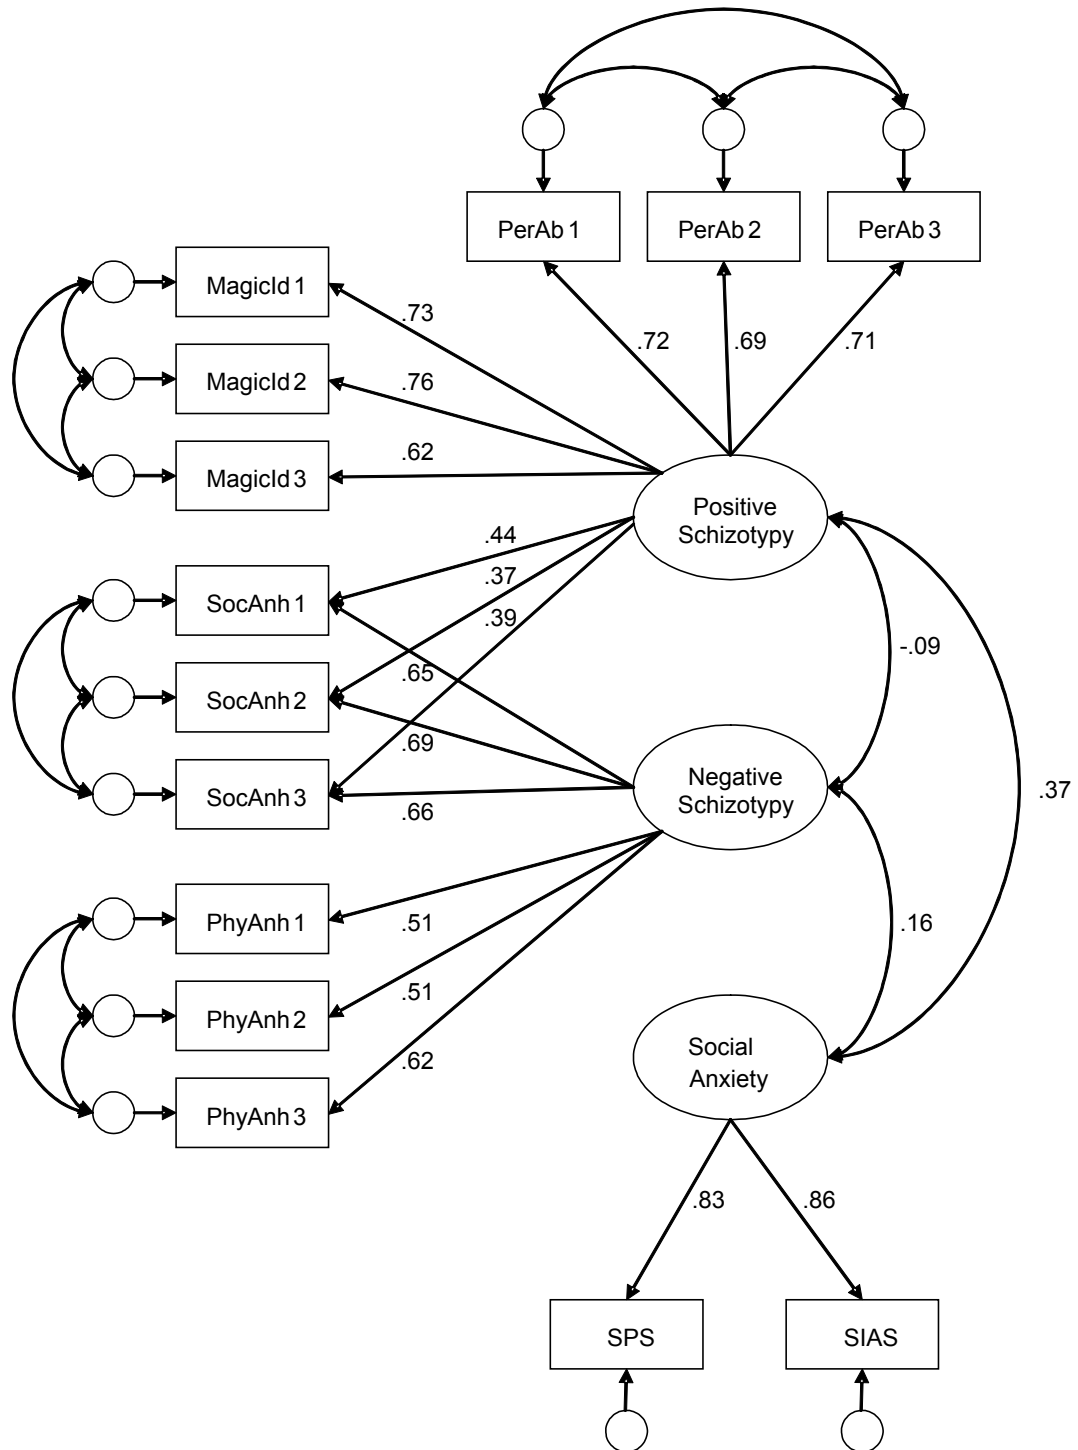 PerAb 1
PerAb 2
PerAb 3
MagicId 1
.73
.72
.69
.71
MagicId 2
.76
MagicId 3
.62
Positive
Schizotypy
.44
.37
.39
SocAnh 1
-.09
.65
SocAnh 2
.69
Negative
Schizotypy
SocAnh 3
.66
.37
PhyAnh 1
.51
.16
PhyAnh 2
.51
PhyAnh 3
.62
Social
Anxiety
.83
.86
SPS
SIAS